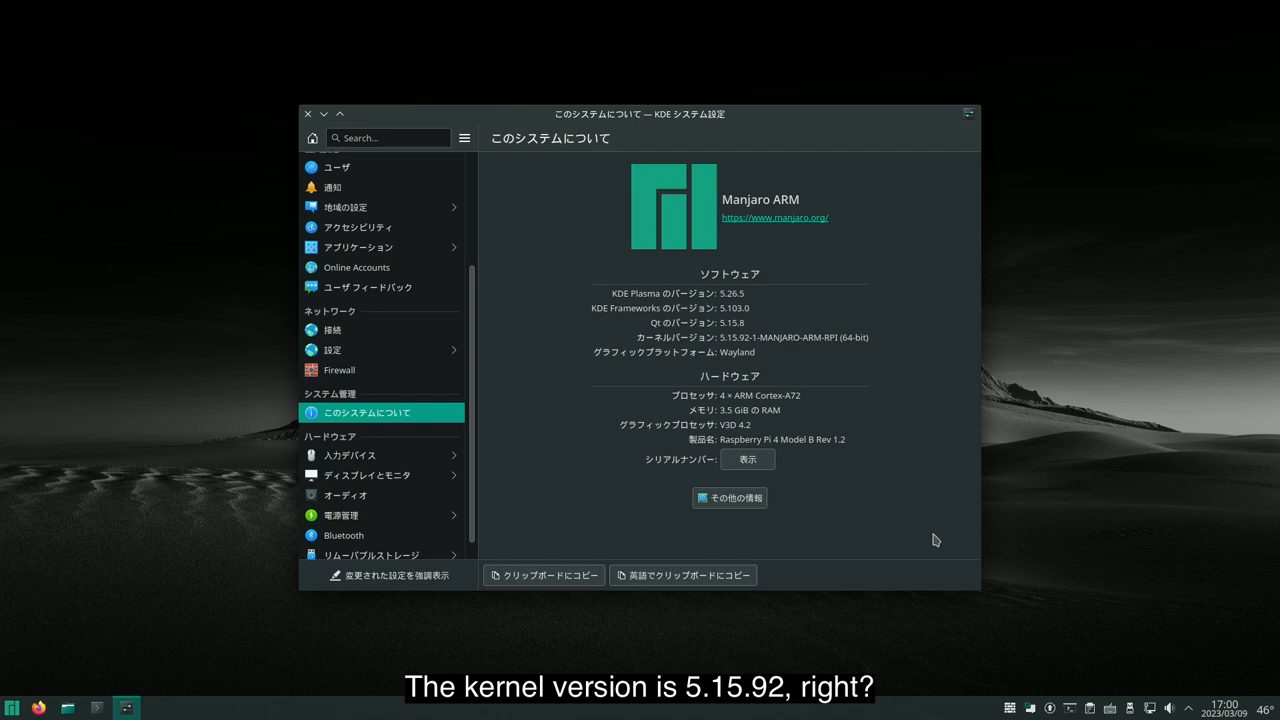 このシステムについて — KDE システム設定
Search...
このシステムについて
ユーザ
通知
地域の設定
アクセシビリティ
アプリケーション
Online Accounts
ユーザ フィードバック
ネットワーク
接続
設定
Firewall
システム管理
このシステムについて
ハードウェア
入力デバイス
ディスプレイとモニタ
オーディオ
電源管理
Bluetooth
リムーバブルストレージ
変更された設定を強調表示
Manjaro ARM
https://www.manjaro.org/
ソフトウェア
KDE Plasma のバージョン: 5.26.5
KDE Frameworks のバージョン: 5.103.0
Qt のバージョン: 5.15.8
カーネルバージョン: 5.15.92-1-MANJARO-ARM-RPI (64-bit)
グラフィックプラットフォーム: Wayland
ハードウェア
プロセッサ: 4 × ARM Cortex-A72
メモリ: 3.5 GiB の RAM
グラフィックプロセッサ: V3D 4.2
製品名: Raspberry Pi 4 Model B Rev 1.2
シリアルナンバー: 表示
その他の情報
クリップボードにコピー
英語でクリップボードにコピー
The kernel version is 5.15.92, right?
17:00
2023/03/09
46°